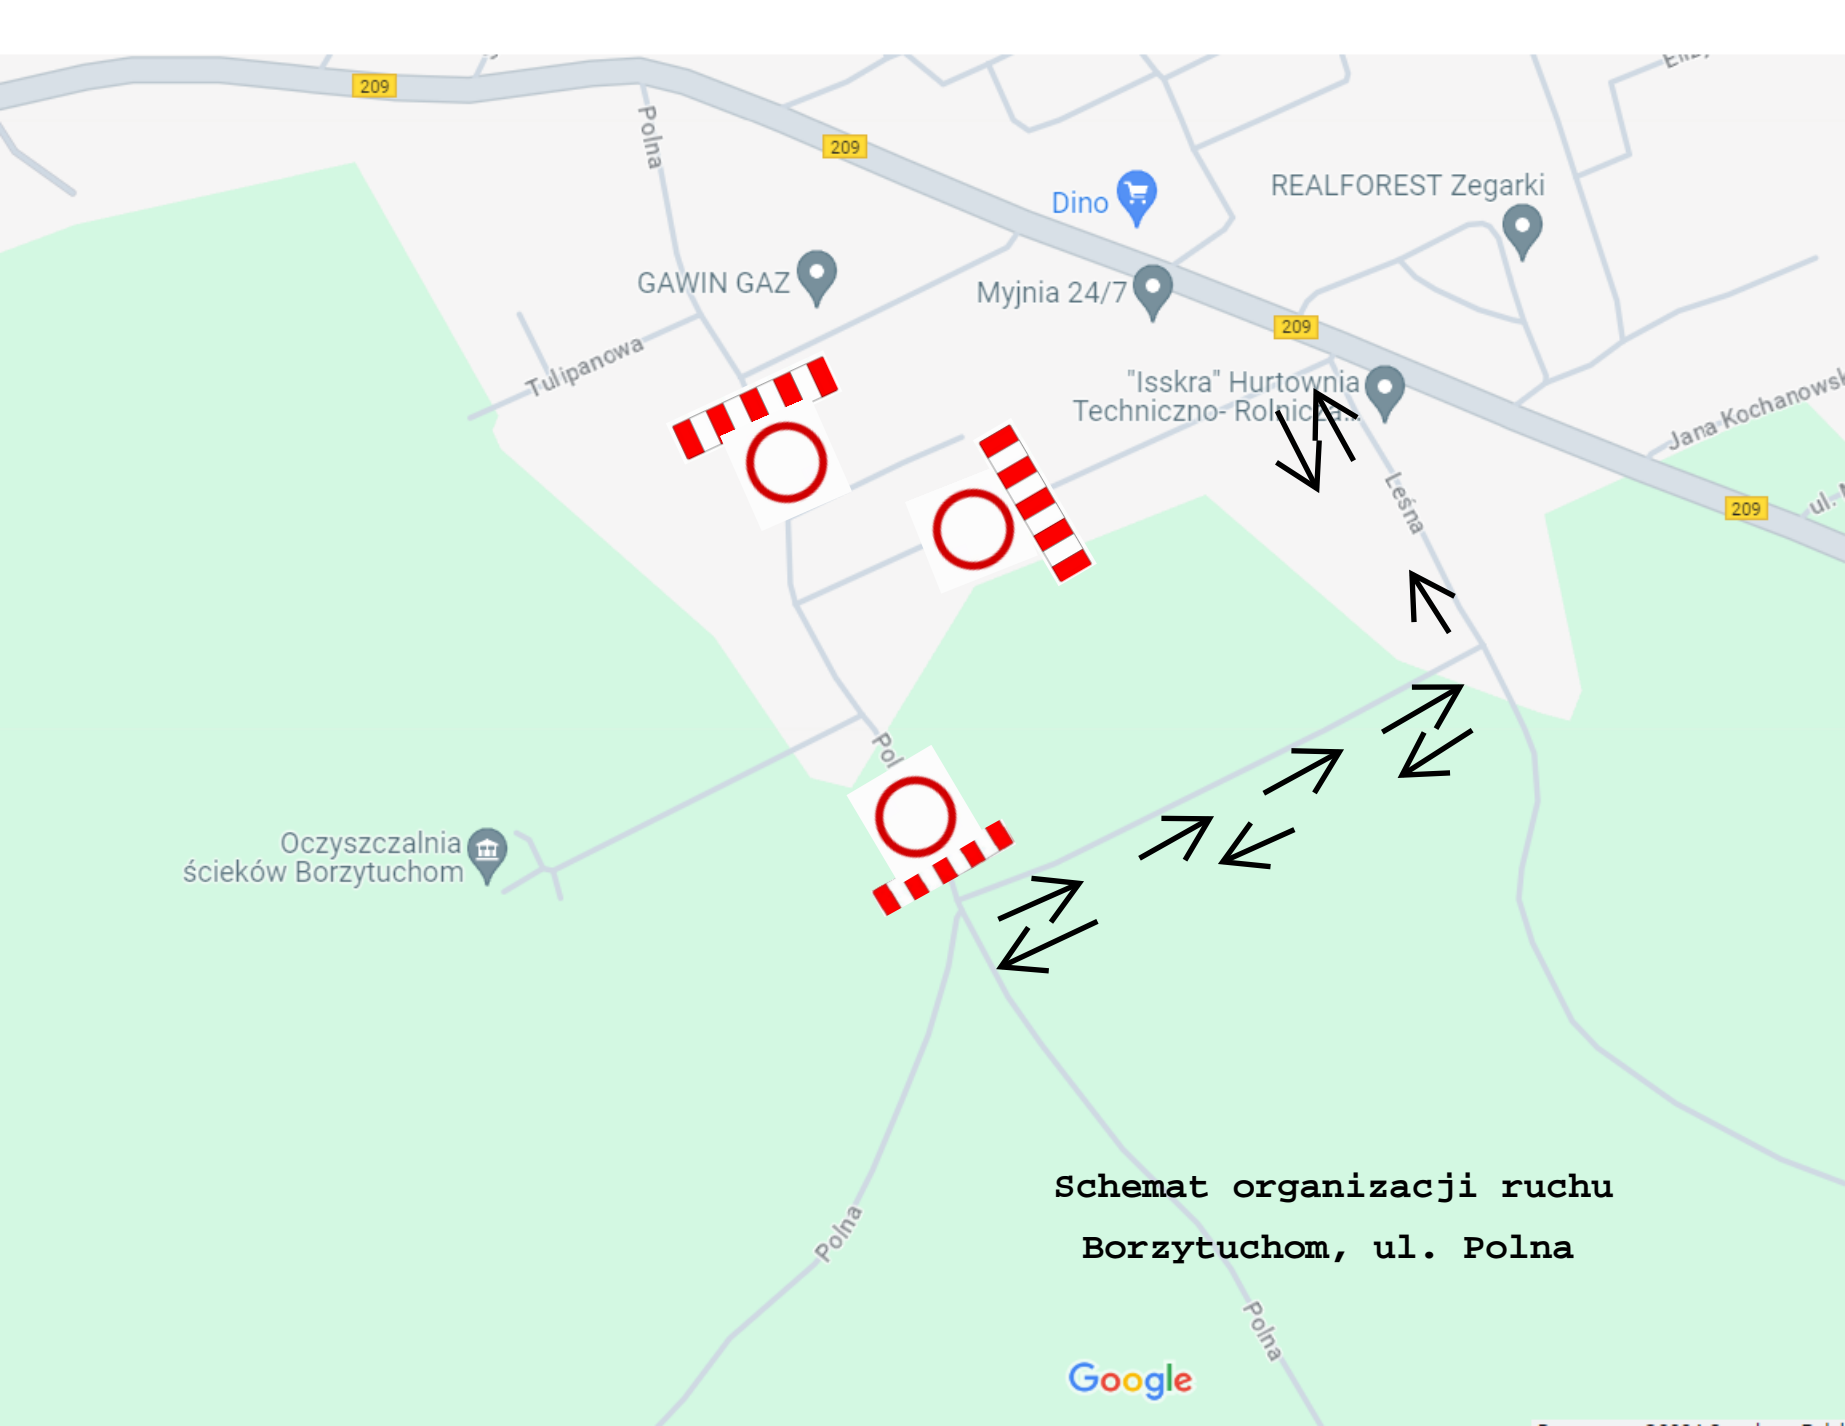 209
Polna
209
REALFOREST Zegarki
Dino
GAWIN GAZ
Myjnia 24/7
209
Tulipanowa
"Isskra" Hurtownia
Techniczno- Rolnicza...
Jana Kochanowsk
Leśna
209
ul.
Pol
Oczyszczalnia
ścieków Borzytuchom
Schemat organizacji ruchu
Borzytuchom, ul. Polna
Polna
Polna
Google